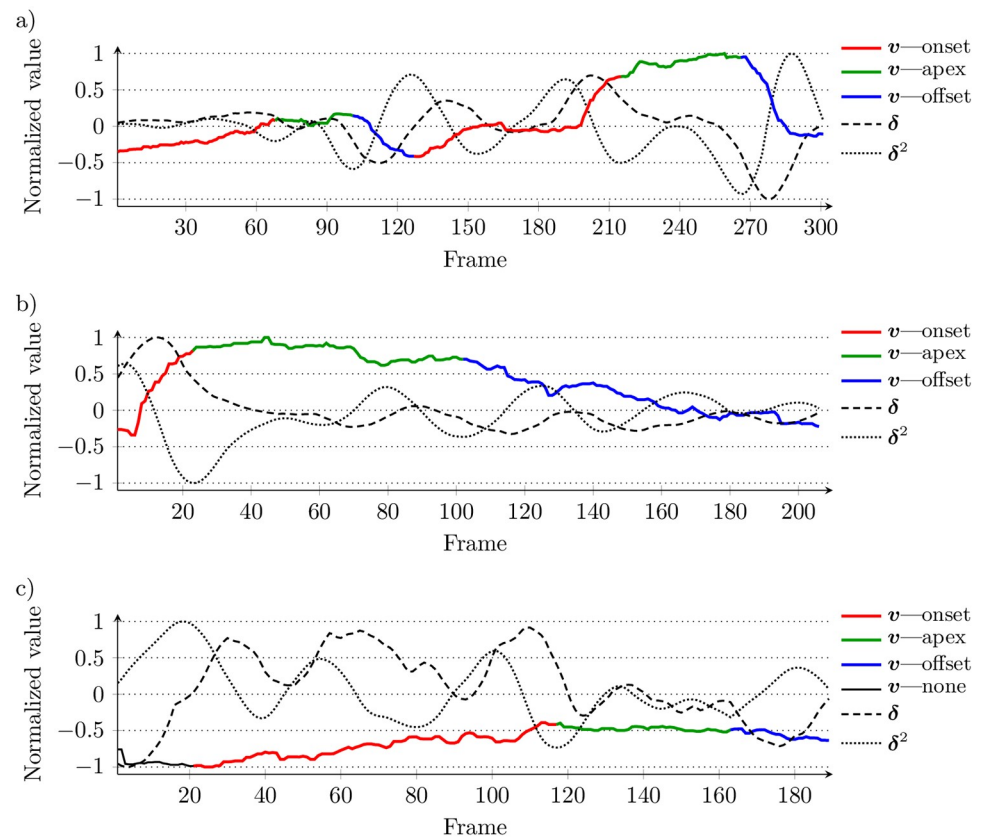 a)
Normalized value
1
0.5
0
−0.5
−1
30 60 90 120 150 180 210 240 270 300
Frame
v—onset
v—apex
v—offset
δ
δ²
b)
Normalized value
1
0.5
0
−0.5
−1
20 40 60 80 100 120 140 160 180 200
Frame
v—onset
v—apex
v—offset
δ
δ²
c)
Normalized value
1
0.5
0
−0.5
−1
20 40 60 80 100 120 140 160 180
Frame
v—onset
v—apex
v—offset
v—none
δ
δ²